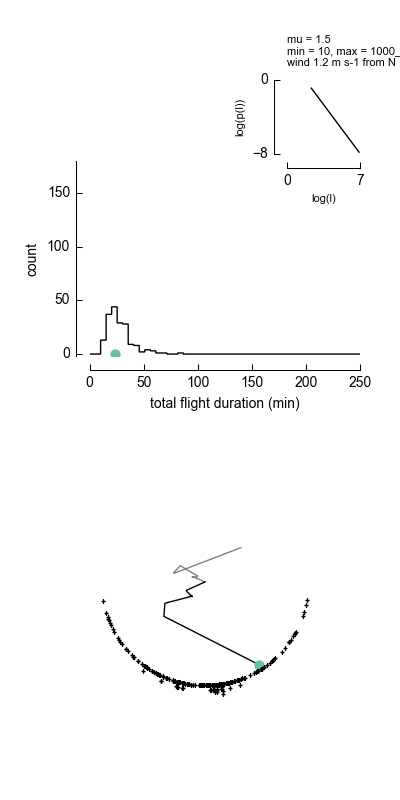 mu = 1.5
min = 10, max = 1000_
wind 1.2 m s-1 from N
0
log(p(l))
−8
0 7
log(l)
150
100
count
50
0
0 50 100 150 200 250
total flight duration (min)